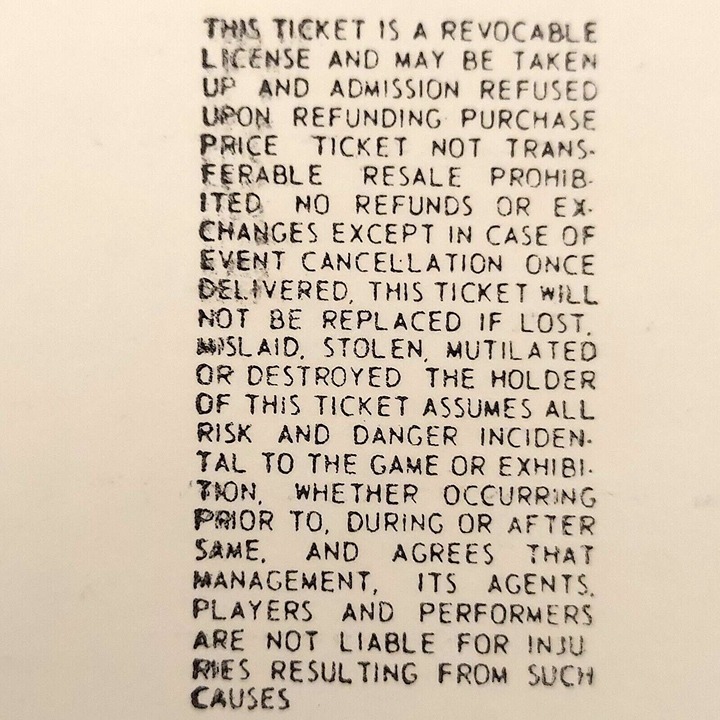 THIS TICKET IS A REVOCABLE
LICENSE AND MAY BE TAKEN
UP AND ADMISSION REFUSED
UPON REFUNDING PURCHASE
PRICE TICKET NOT TRANS-
FERABLE RESALE PROHIB-
ITED NO REFUNDS OR EX-
CHANGES EXCEPT IN CASE OF
EVENT CANCELLATION ONCE
DELIVERED, THIS TICKET WILL
NOT BE REPLACED IF LOST,
MISLAID, STOLEN, MUTILATED
OR DESTROYED THE HOLDER
OF THIS TICKET ASSUMES ALL
RISK AND DANGER INCIDEN-
TAL TO THE GAME OR EXHIBI-
TION, WHETHER OCCURRING
PRIOR TO, DURING OR AFTER
SAME, AND AGREES THAT
MANAGEMENT, ITS AGENTS,
PLAYERS AND PERFORMERS
ARE NOT LIABLE FOR INJU
RIES RESULTING FROM SUCH
CAUSES